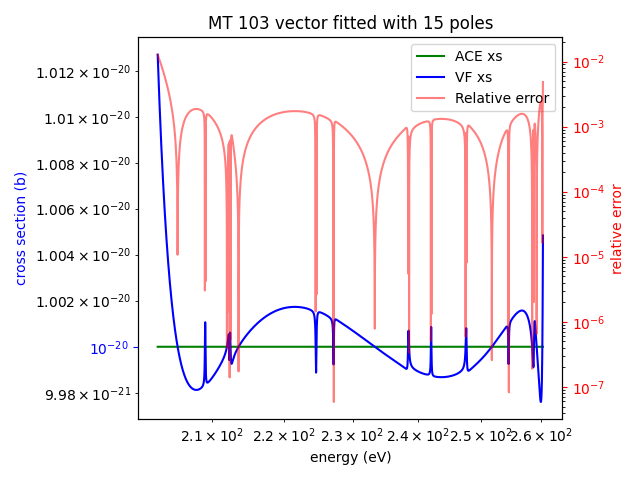 MT 103 vector fitted with 15 poles
ACE xs
VF xs
Relative error
cross section (b)
1.012 × 10⁻²⁰
1.01 × 10⁻²⁰
1.008 × 10⁻²⁰
1.006 × 10⁻²⁰
1.004 × 10⁻²⁰
1.002 × 10⁻²⁰
10⁻²⁰
9.98 × 10⁻²¹
10⁻²
10⁻³
10⁻⁴
10⁻⁵
10⁻⁶
10⁻⁷
relative error
2.1 × 10² 2.2 × 10² 2.3 × 10² 2.4 × 10² 2.5 × 10² 2.6 × 10²
energy (eV)